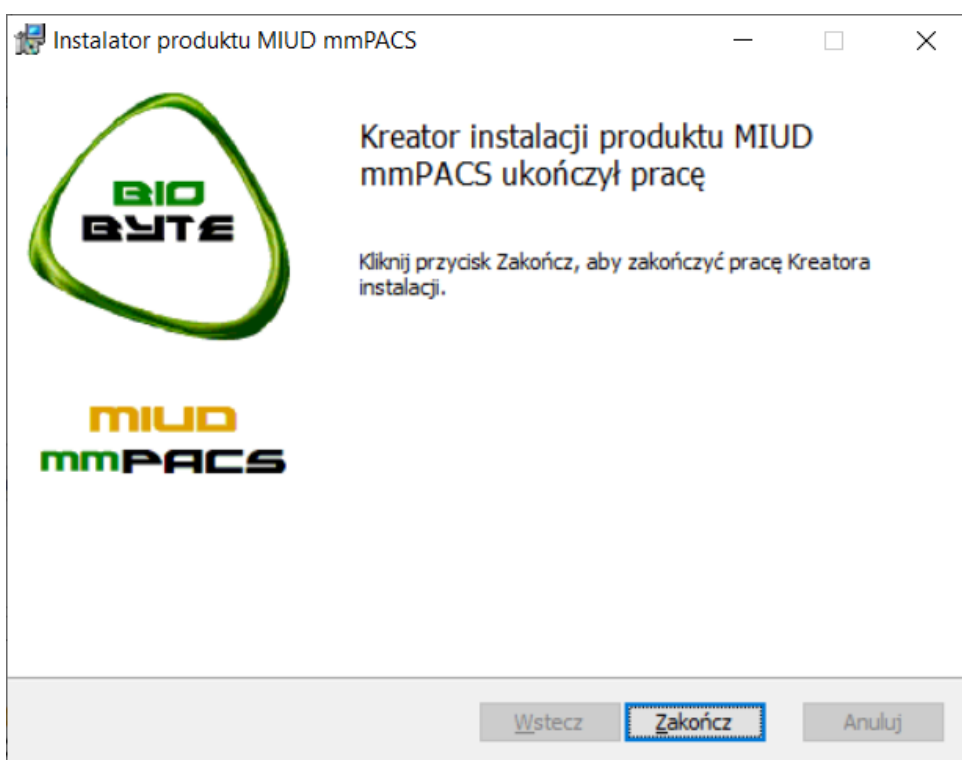 Instalator produktu MIUD mmPACS
BIO
BYTE
Kreator instalacji produktu MIUD
mmPACS ukończył pracę
Kliknij przycisk Zakończ, aby zakończyć pracę Kreatora
instalacji.
MIUD
mmPACS
Wstecz
Zakończ
Anuluj